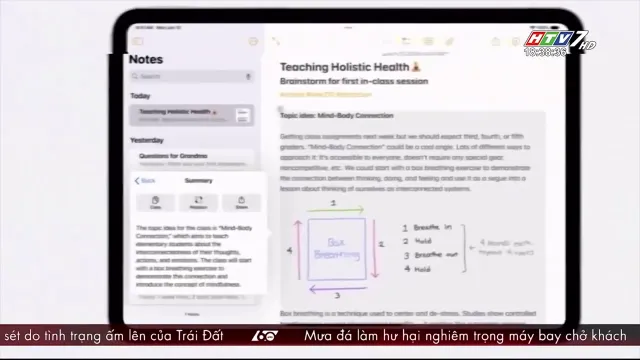 HTV7 HD
18:38:36
Notes
Search
Today
Teaching Holistic Health
Yesterday
Questions for Grandma
Back
Summary
Copy
Replace
Share
The topic idea for the class is "Mind-Body
Connection," which aims to teach
elementary students about the
interconnectedness of their thoughts,
actions, and emotions. The class will start
with a box breathing exercise to
demonstrate this connection and
introduce the concept of mindfulness.
Teaching Holistic Health
Brainstorm for first in-class session
Topic idea: Mind-Body Connection
Getting class assignments next week but we should expect third, fourth, or fifth
graders. "Mind-Body Connection" could be a cool angle. Lots of different ways to
approach it: It's accessible to everyone, doesn't require any special gear,
noncompetitive, etc. We could start with a box breathing exercise to demonstrate
the connection between thinking, doing, and feeling and use it as a segue into a
lesson about thinking of ourselves as interconnected systems.
1
4
Box
Breathing
2
3
1 Breathe in
2 Hold
3 Breathe out
4 Hold
Box breathing is a technique used to center and de-stress. Studies show controlled
sét do tình trạng ấm lên của Trái Đất
60
Mưa đá làm hư hại nghiêm trọng máy bay chở khách